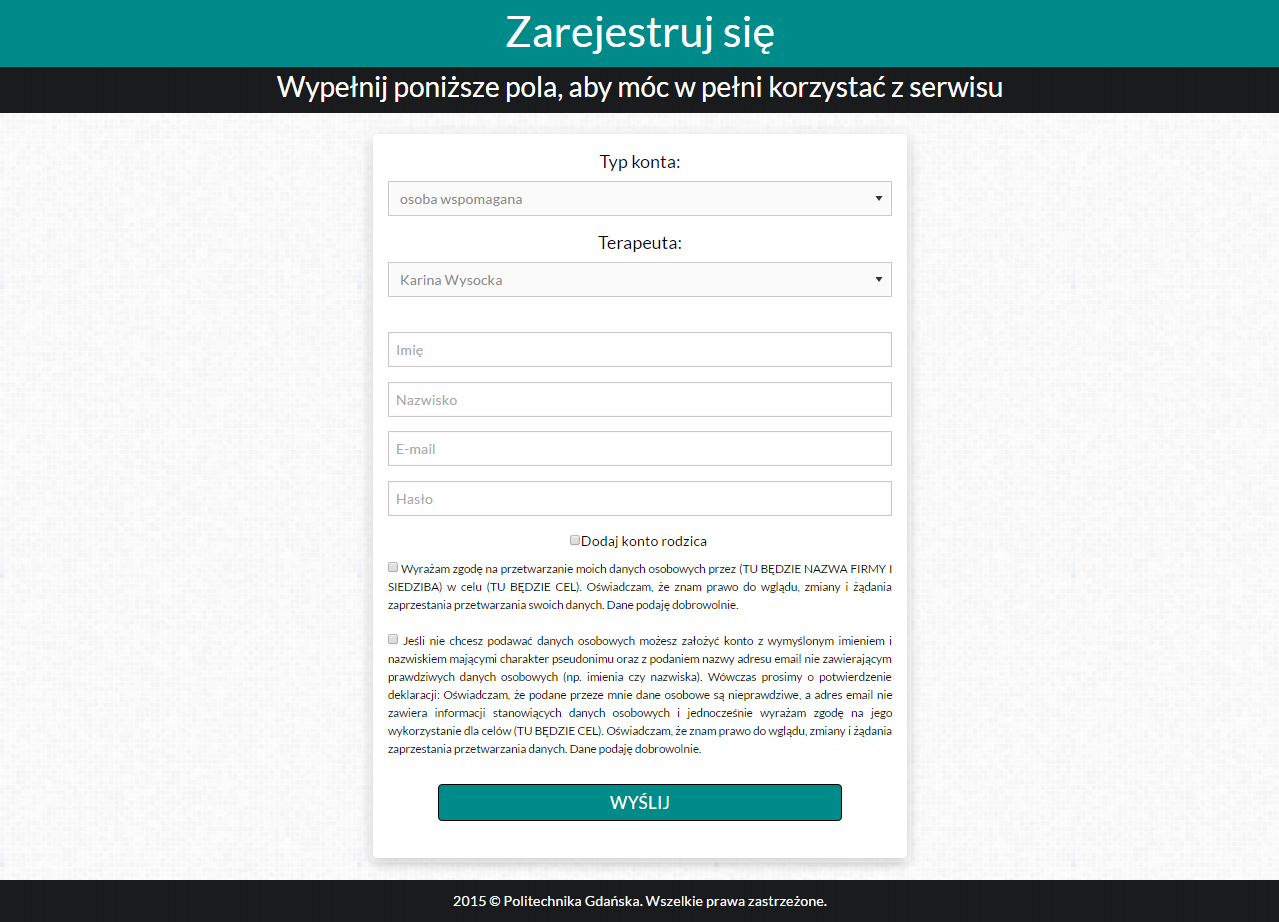 Zarejestruj się
Wypełnij poniższe pola, aby móc w pełni korzystać z serwisu
Typ konta:
osoba wspomagana
Terapeuta:
Karina Wysocka
Imię
Nazwisko
E-mail
Hasło
Dodaj konto rodzica
Wyrażam zgodę na przetwarzanie moich danych osobowych przez (TU BĘDZIE NAZWA FIRMY I
SIEDZIBA) w celu (TU BĘDZIE CEL). Oświadczam, że znam prawo do wglądu, zmiany i żądania
zaprzestania przetwarzania swoich danych. Dane podaję dobrowolnie.
Jeśli nie chcesz podawać danych osobowych możesz założyć konto z wymyślonym imieniem i
nazwiskiem mającymi charakter pseudonimu oraz z podaniem nazwy adresu email nie zawierającym
prawdziwych danych osobowych (np. imienia czy nazwiska). Wówczas prosimy o potwierdzenie
deklaracji: Oświadczam, że podane przeze mnie dane osobowe są nieprawdziwe, a adres email nie
zawiera informacji stanowiących danych osobowych i jednocześnie wyrażam zgodę na jego
wykorzystanie dla celów (TU BĘDZIE CEL). Oświadczam, że znam prawo do wglądu, zmiany i żądania
zaprzestania przetwarzania danych. Dane podaję dobrowolnie.
WYŚLIJ
2015 © Politechnika Gdańska. Wszelkie prawa zastrzeżone.